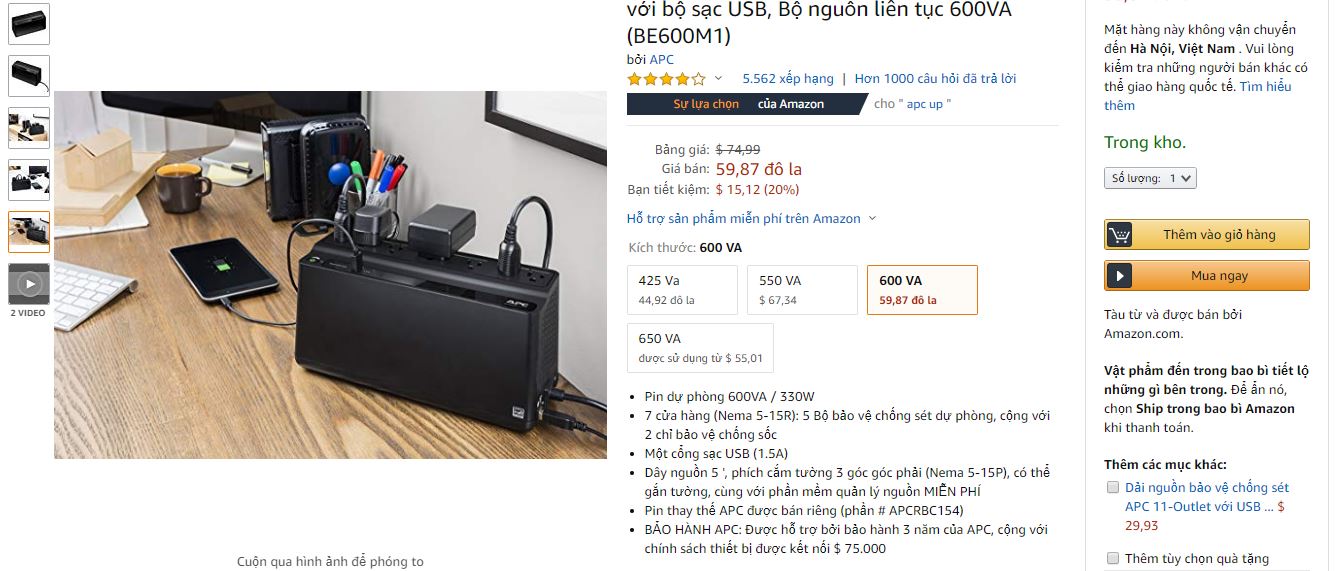 2 VIDEO
APC
Cuộn qua hình ảnh để phóng to
với bộ sạc USB, Bộ nguồn liên tục 600VA
(BE600M1)
bởi APC
5.562 xếp hạng | Hơn 1000 câu hỏi đã trả lời
Sự lựa chọn của Amazon cho " apc up "
Bảng giá: $ 74,99
Giá bán: 59,87 đô la
Bạn tiết kiệm: $ 15,12 (20%)
Hỗ trợ sản phẩm miễn phí trên Amazon
Kích thước: 600 VA
425 Va
44,92 đô la
550 VA
$ 67,34
600 VA
59,87 đô la
650 VA
được sử dụng từ $ 55,01
Pin dự phòng 600VA / 330W
7 cửa hàng (Nema 5-15R): 5 Bộ bảo vệ chống sét dự phòng, cộng với
2 chỉ bảo vệ chống sốc
Một cổng sạc USB (1.5A)
Dây nguồn 5 ', phích cắm tường 3 góc góc phải (Nema 5-15P), có thể
gắn tường, cùng với phần mềm quản lý nguồn MIỄN PHÍ
Pin thay thế APC được bán riêng (phần # APCRBC154)
BẢO HÀNH APC: Được hỗ trợ bởi bảo hành 3 năm của APC, cộng với
chính sách thiết bị được kết nối $ 75.000
Mặt hàng này không vận chuyển
đến Hà Nội, Việt Nam . Vui lòng
kiểm tra những người bán khác có
thể giao hàng quốc tế. Tìm hiểu
thêm
Trong kho.
Số lượng: 1
Thêm vào giỏ hàng
Mua ngay
Tàu từ và được bán bởi
Amazon.com.
Vật phẩm đến trong bao bì tiết lộ
những gì bên trong. Để ẩn nó,
chọn Ship trong bao bì Amazon
khi thanh toán.
Thêm các mục khác:
Dải nguồn bảo vệ chống sét
APC 11-Outlet với USB ... $
29,93
Thêm tùy chọn quà tặng